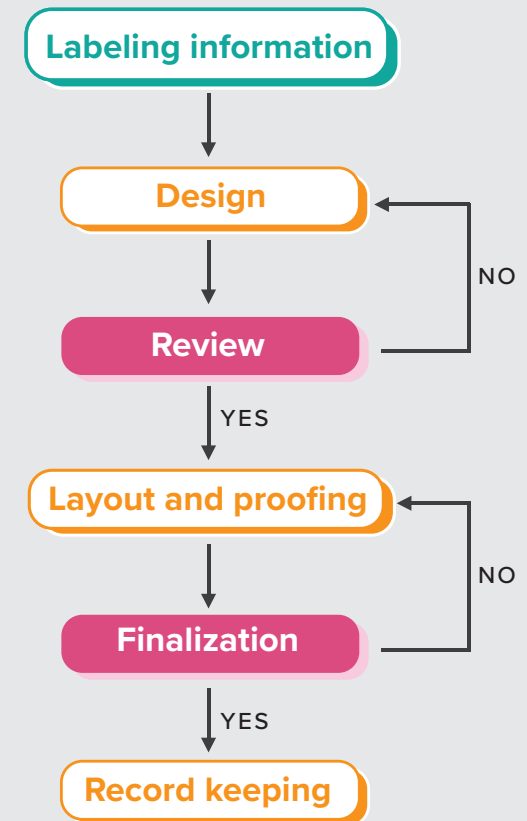 Labeling information
Design
NO
Review
YES
Layout and proofing
NO
Finalization
YES
Record keeping